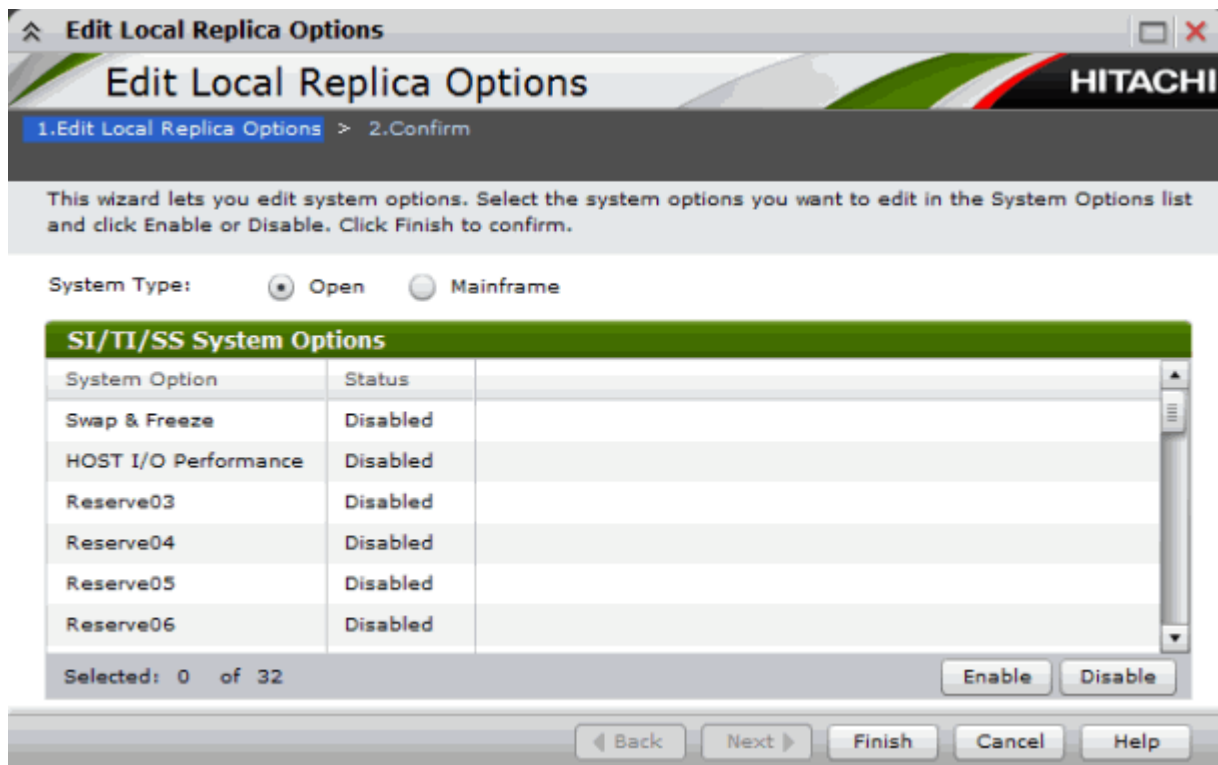 Edit Local Replica Options
Edit Local Replica Options
HITACHI
1.Edit Local Replica Options > 2.Confirm
This wizard lets you edit system options. Select the system options you want to edit in the System Options list
and click Enable or Disable. Click Finish to confirm.
System Type: Open Mainframe
SI/TI/SS System Options
System Option Status
Swap & Freeze Disabled
HOST I/O Performance Disabled
Reserve03 Disabled
Reserve04 Disabled
Reserve05 Disabled
Reserve06 Disabled
Selected: 0 of 32 Enable Disable
Back Next Finish Cancel Help